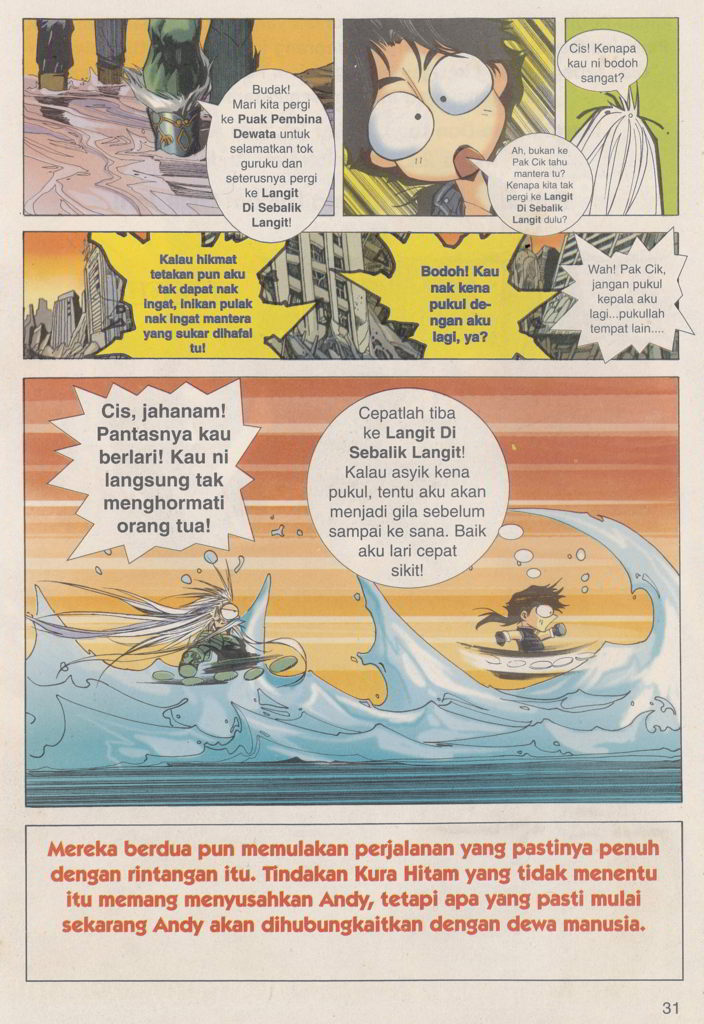 Budak!
Mari kita pergi
ke Puak Pembina
Dewata untuk
selamatkan tok
guruku dan
seterusnya pergi
ke Langit
Di Sebalik
Langit!
Ah, bukan ke
Pak Cik tahu
mantera tu?
Kenapa kita tak
pergi ke Langit
Di Sebalik
Langit dulu?
Cis! Kenapa
kau ni bodoh
sangat?
Kalau hikmat
tetakan pun aku
tak dapat nak
ingat, inikan pulak
nak ingat mantera
yang sukar dihafal
tu!
Bodoh! Kau
nak kena
pukul de-
ngan aku
lagi, ya?
Wah! Pak Cik,
jangan pukul
kepala aku
lagi...pukullah
tempat lain....
Cis, jahanam!
Pantasnya kau
berlari! Kau ni
langsung tak
menghormati
orang tua!
Cepatlah tiba
ke Langit Di
Sebalik Langit!
Kalau asyik kena
pukul, tentu aku akan
menjadi gila sebelum
sampai ke sana. Baik
aku lari cepat
sikit!
Mereka berdua pun memulakan perjalanan yang pastinya penuh
dengan rintangan itu. Tindakan Kura Hitam yang tidak menentu
itu memang menyusahkan Andy, tetapi apa yang pasti mulai
sekarang Andy akan dihubungkaitkan dengan dewa manusia.
31